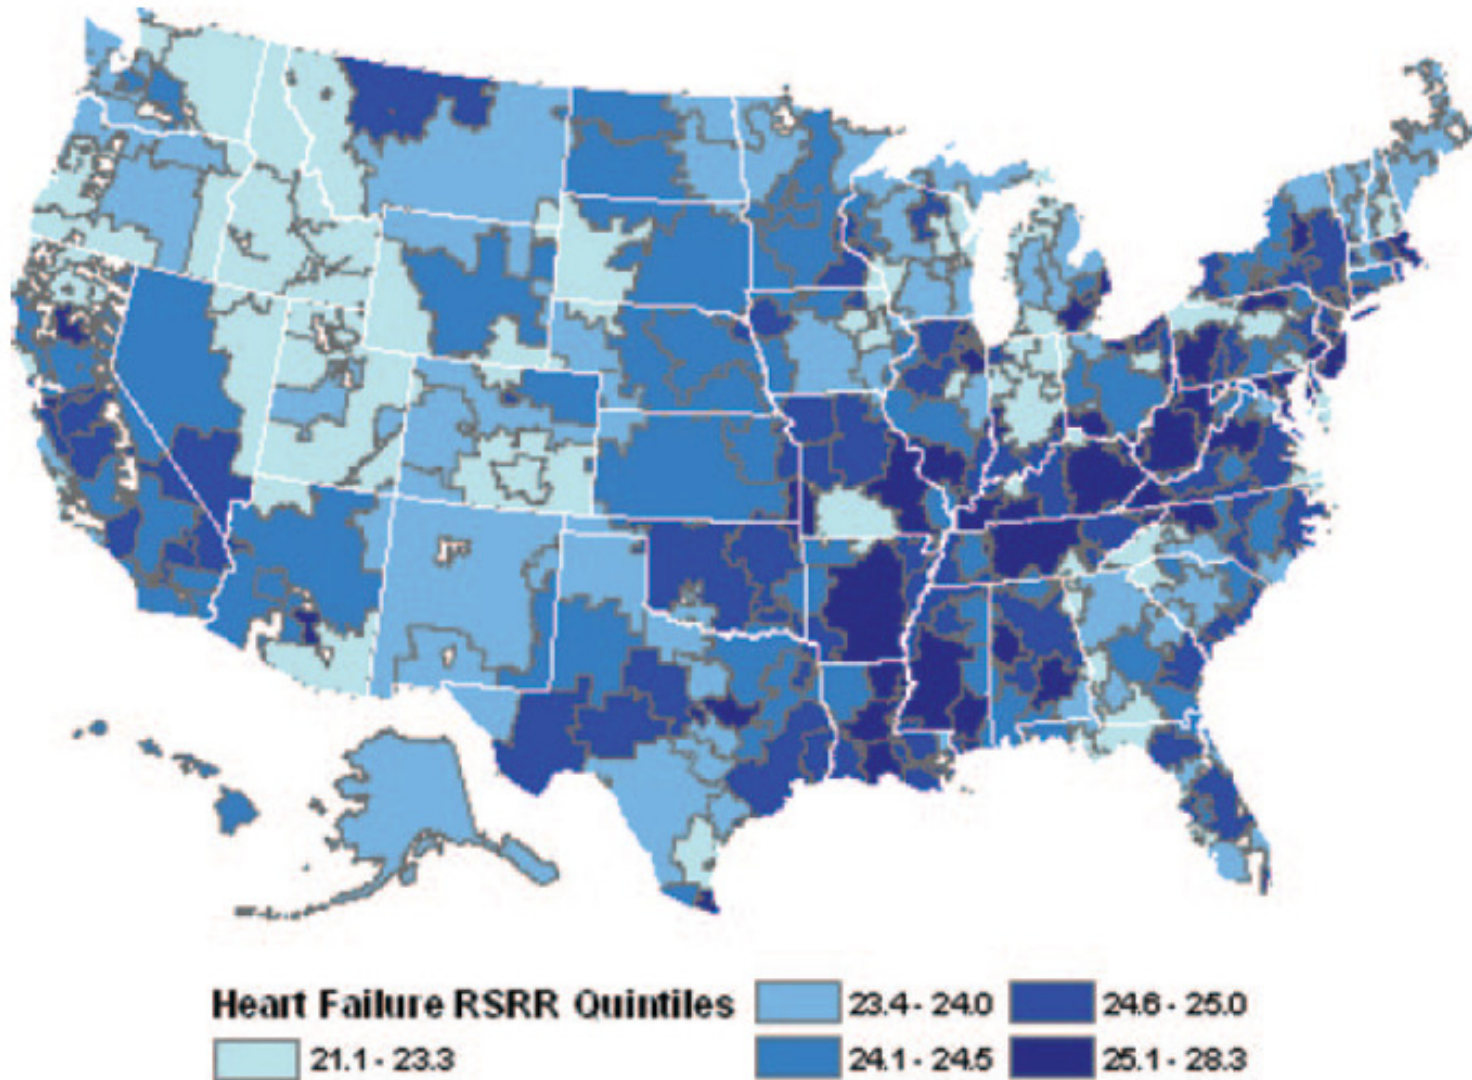 Heart Failure RSRR Quintiles
21.1 - 23.3
23.4 - 24.0
24.1 - 24.5
24.6 - 25.0
25.1 - 28.3